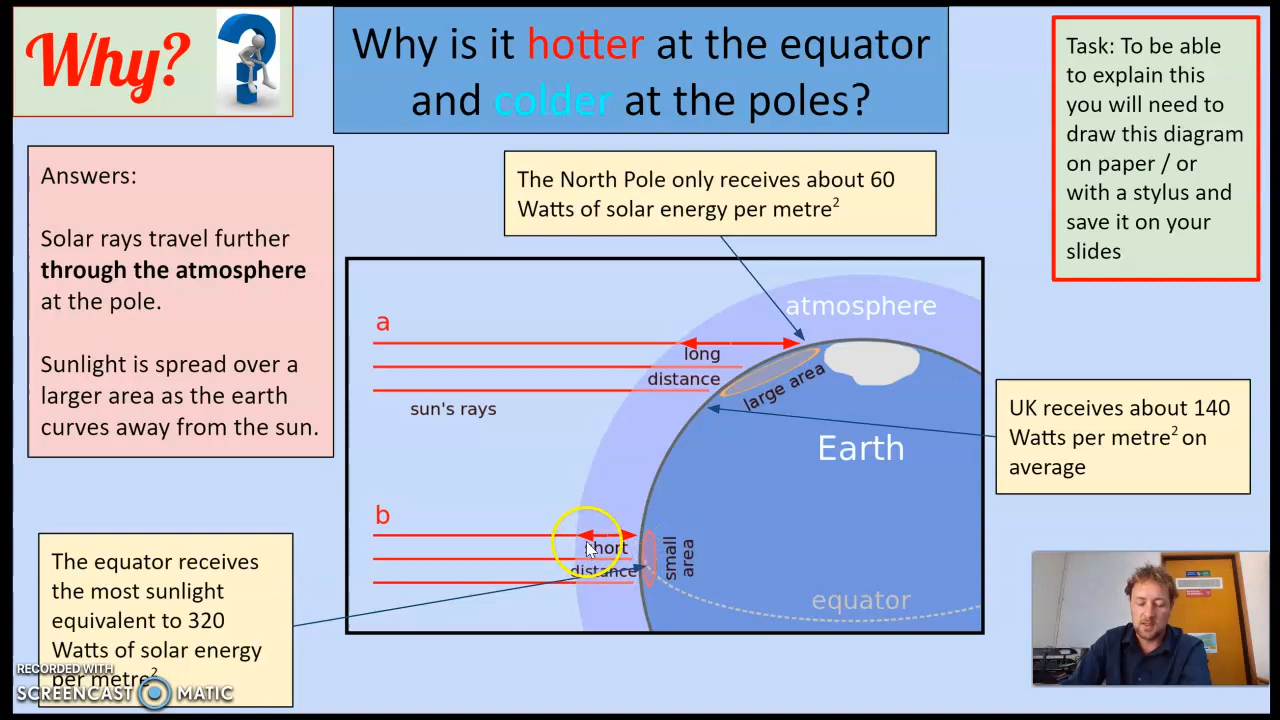 Why?
Why is it hotter at the equator
and colder at the poles?
Task: To be able
to explain this
you will need to
draw this diagram
on paper / or
with a stylus and
save it on your
slides
Answers:
Solar rays travel further
through the atmosphere
at the pole.
Sunlight is spread over a
larger area as the earth
curves away from the sun.
The North Pole only receives about 60
Watts of solar energy per metre²
atmosphere
a
long
distance
large area
sun's rays
Earth
UK receives about 140
Watts per metre² on
average
b
short
distance
small
area
equator
The equator receives
the most sunlight
equivalent to 320
Watts of solar energy
per metre²
RECORDED WITH
SCREENCAST MATIC